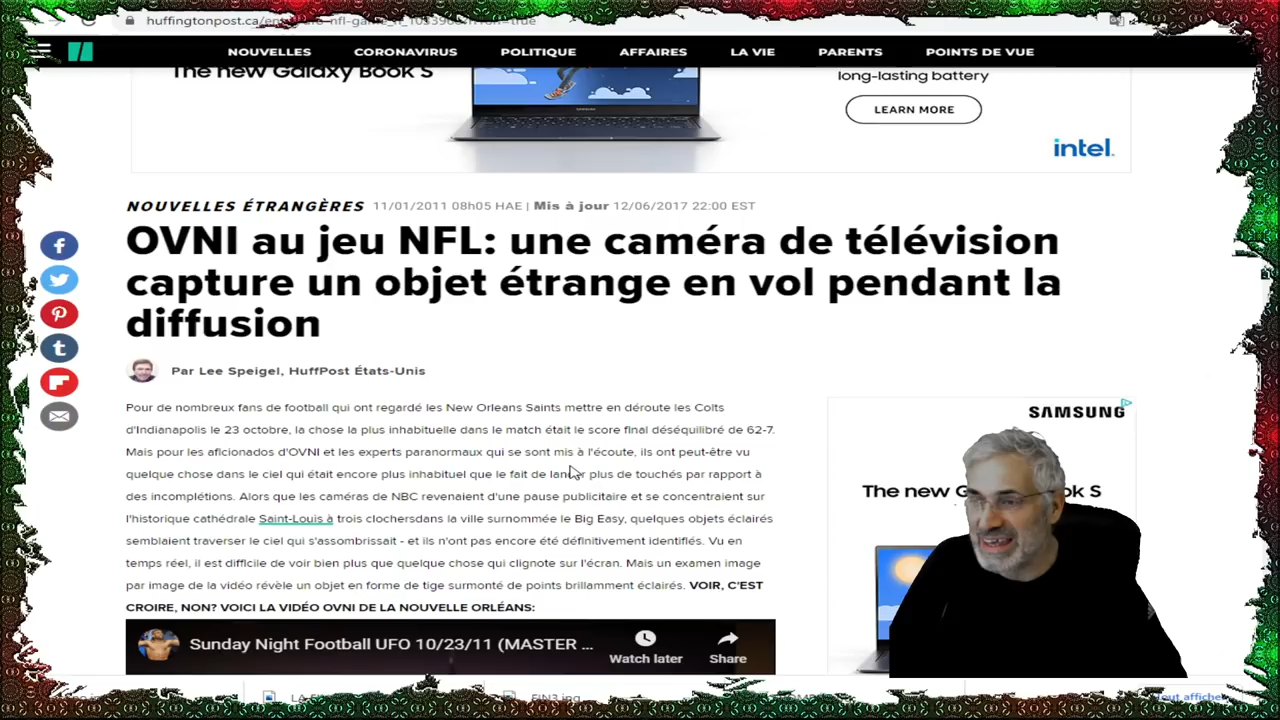 huffingtonpost.ca/
NOUVELLES CORONAVIRUS POLITIQUE AFFAIRES LA VIE PARENTS POINTS DE VUE
The new Galaxy Book S
long-lasting battery
LEARN MORE
intel.
NOUVELLES ÉTRANGÈRES 11/01/2011 08h05 HAE | Mis à jour 12/06/2017 22:00 EST
OVNI au jeu NFL: une caméra de télévision
capture un objet étrange en vol pendant la
diffusion
Par Lee Speigel, HuffPost États-Unis
Pour de nombreux fans de football qui ont regardé les New Orleans Saints mettre en déroute les Colts
d'Indianapolis le 23 octobre, la chose la plus inhabituelle dans le match était le score final déséquilibré de 62-7.
Mais pour les aficionados d'OVNI et les experts paranormaux qui se sont mis à l'écoute, ils ont peut-être vu
quelque chose dans le ciel qui était encore plus inhabituel que le fait de lancer plus de touchés par rapport à
des incomplétions. Alors que les caméras de NBC revenaient d'une pause publicitaire et se concentraient sur
l'historique cathédrale Saint-Louis à trois clochersdans la ville surnommée le Big Easy, quelques objets éclairés
semblaient traverser le ciel qui s'assombrissait - et ils n'ont pas encore été définitivement identifiés. Vu en
temps réel, il est difficile de voir bien plus que quelque chose qui clignote sur l'écran. Mais un examen image
par image de la vidéo révèle un objet en forme de tige surmonté de points brillamment éclairés. VOIR, C'EST
CROIRE, NON? VOICI LA VIDÉO OVNI DE LA NOUVELLE ORLÉANS:
Sunday Night Football UFO 10/23/11 (MASTER ...
Watch later
Share
SAMSUNG
The new Ga k S
FIN3.jpg
tout affiche